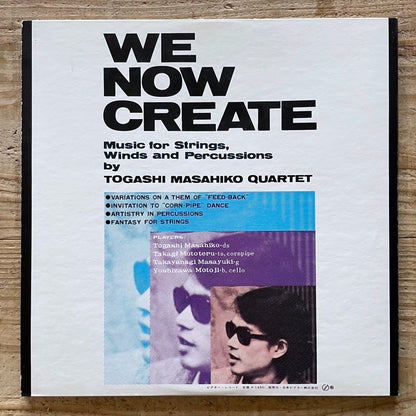 WE
NOW
CREATE
Music for Strings,
Winds and Percussions
by
TOGASHI MASAHIKO QUARTET
●VARIATIONS ON A THEM OF "FEED-BACK"
●INVITATION TO "CORN-PIPE" DANCE
●ARTISTRY IN PERCUSSIONS
●FANTASY FOR STRINGS
PLAYERS:
Togashi Masahiko-ds
Takagi Mototeru-ts, cornpipe
Takayanagi Masayuki-g
Yoshizawa Motoji-b, cello